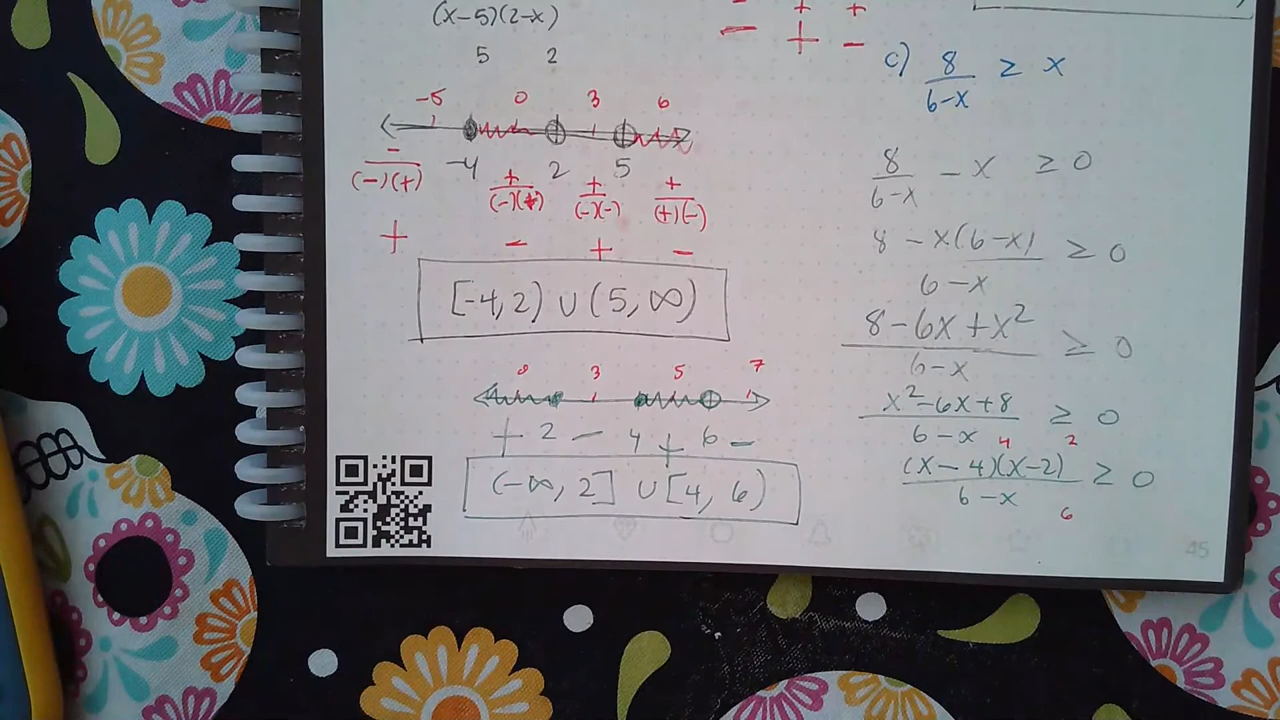 (x-5)(2-x)
5 2
- + +
- + -
-5 0 3 6
-4 2 5
-/(-)(+) +/(-)(+) +/(-)(-) +/(+)(-)
+ - + -
[-4, 2) ∪ (5, ∞)
0 3 5 7
+ 2 - 4 + 6 -
(-∞, 2] ∪ [4, 6)
c) 8/(6-x) ≥ x
8/(6-x) - x ≥ 0
(8 - x(6-x))/(6-x) ≥ 0
(8 - 6x + x²)/(6-x) ≥ 0
(x² - 6x + 8)/(6-x) ≥ 0
4 2
((x-4)(x-2))/(6-x) ≥ 0
6
45